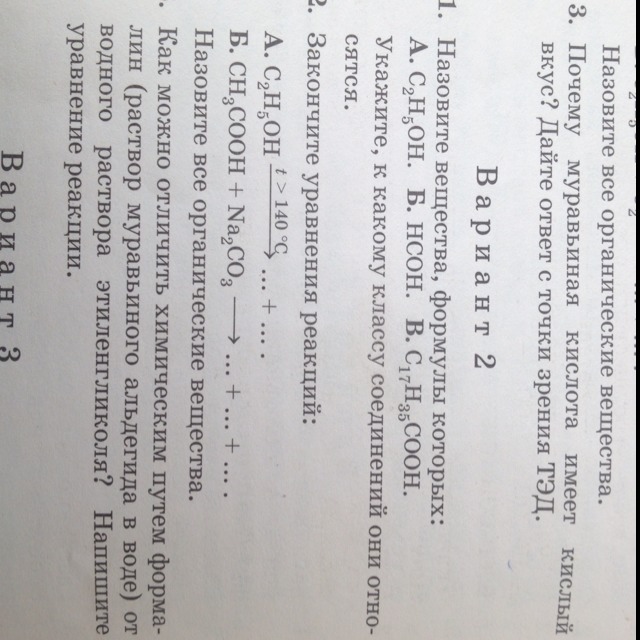 Назовите все органические вещества.
3. Почему муравьиная кислота имеет кислый
вкус? Дайте ответ с точки зрения ТЭД.
Вариант 2
1. Назовите вещества, формулы которых:
А. C₂H₅OH. Б. HCOH. В. C₁₇H₃₅COOH.
Укажите, к какому классу соединений они отно-
сятся.
2. Закончите уравнения реакций:
А. C₂H₅OH t > 140 °C → ... + ... .
Б. CH₃COOH + Na₂CO₃ → ... + ... + ... .
Назовите все органические вещества.
. Как можно отличить химическим путем форма-
лин (раствор муравьиного альдегида в воде) от
водного раствора этиленгликоля? Напишите
уравнение реакции.
Вариант 3